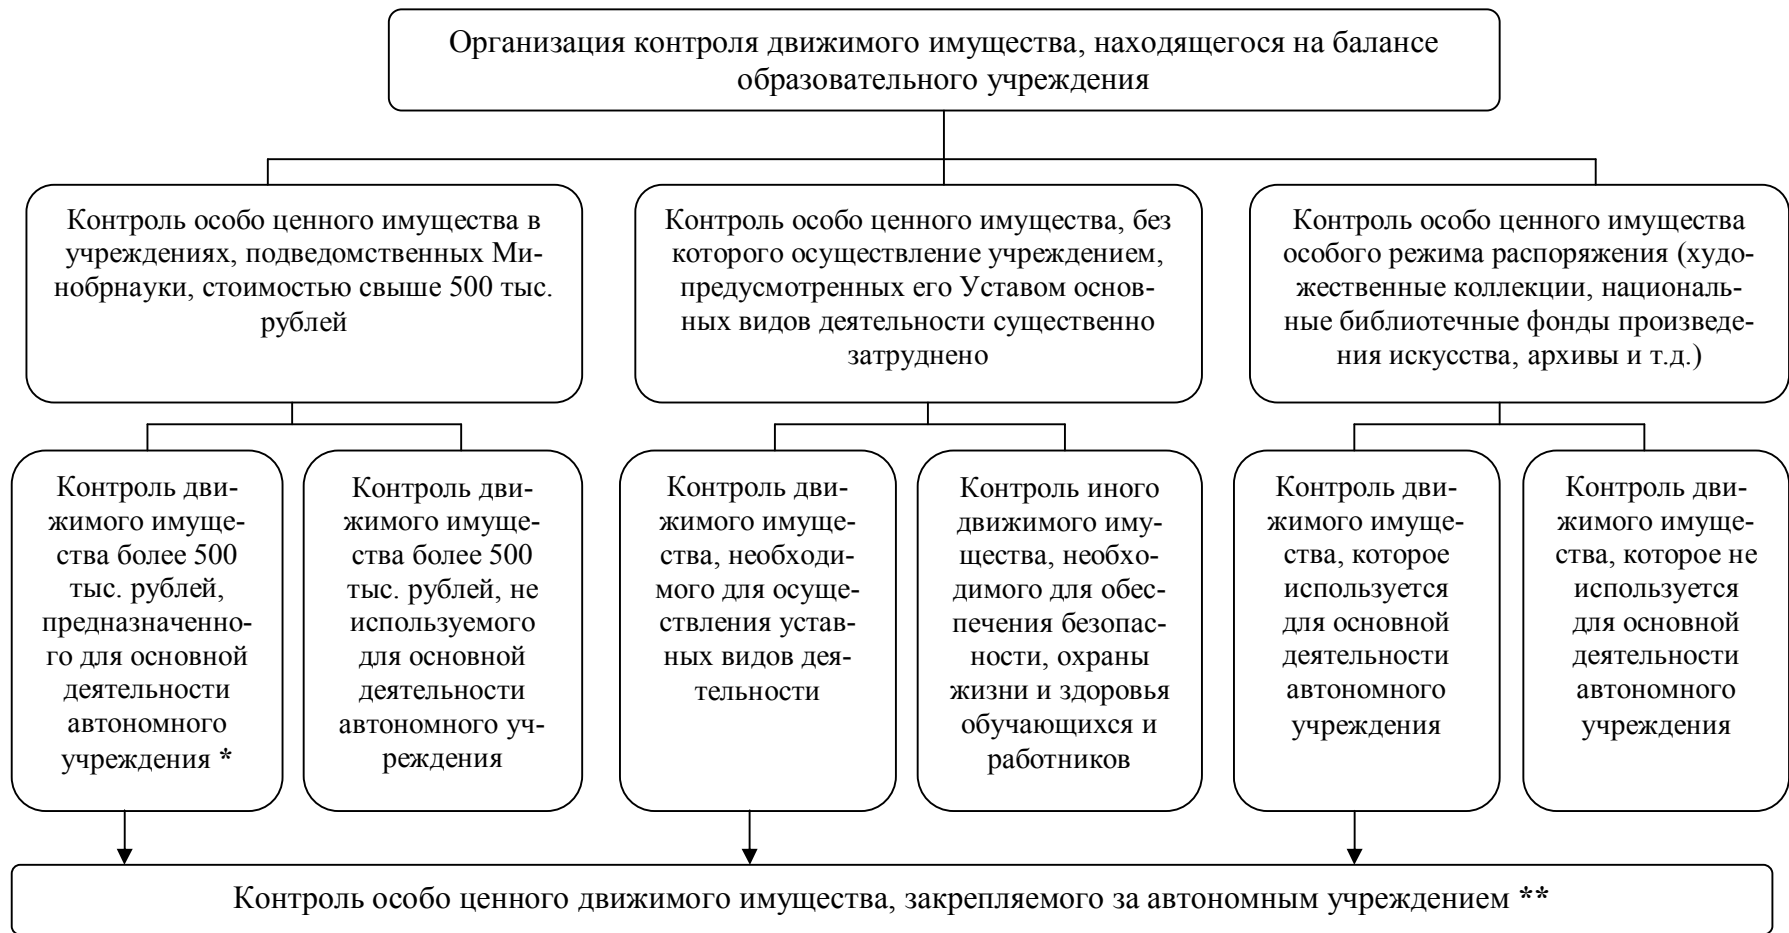 Организация контроля движимого имущества, находящегося на балансе
образовательного учреждения
Контроль особо ценного имущества в
учреждениях, подведомственных Ми-
нобрнауки, стоимостью свыше 500 тыс.
рублей
Контроль особо ценного имущества, без
которого осуществление учреждением,
предусмотренных его Уставом основ-
ных видов деятельности существенно
затруднено
Контроль особо ценного имущества
особого режима распоряжения (худо-
жественные коллекции, националь-
ные библиотечные фонды произведе-
ния искусства, архивы и т.д.)
Контроль дви-
жимого имуще-
ства более 500
тыс. рублей,
предназначенно-
го для основной
деятельности
автономного
учреждения *
Контроль дви-
жимого имуще-
ства более 500
тыс. рублей, не
используемого
для основной
деятельности
автономного уч-
реждения
Контроль дви-
жимого имуще-
ства, необходи-
мого для осуще-
ствления устав-
ных видов дея-
тельности
Контроль иного
движимого иму-
щества, необхо-
димого для обес-
печения безопас-
ности, охраны
жизни и здоровья
обучающихся и
работников
Контроль дви-
жимого имуще-
ства, которое
используется
для основной
деятельности
автономного
учреждения
Контроль дви-
жимого имуще-
ства, которое не
используется
для основной
деятельности
автономного
учреждения
Контроль особо ценного движимого имущества, закрепляемого за автономным учреждением **